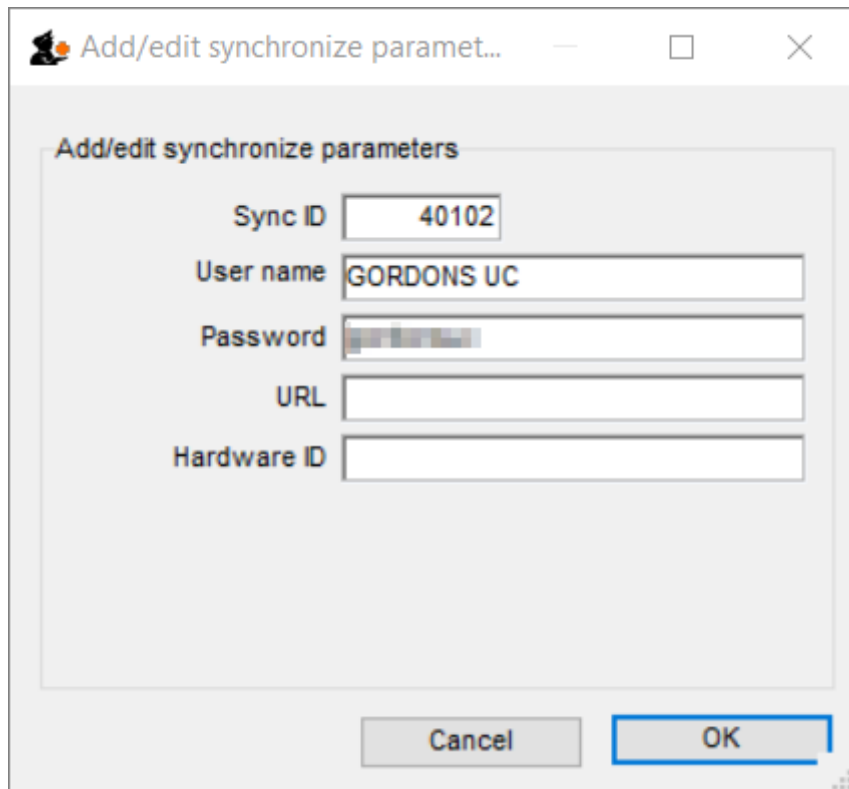 Add/edit synchronize paramet...
Add/edit synchronize parameters
Sync ID 40102
User name GORDONS UC
Password
URL
Hardware ID
Cancel OK